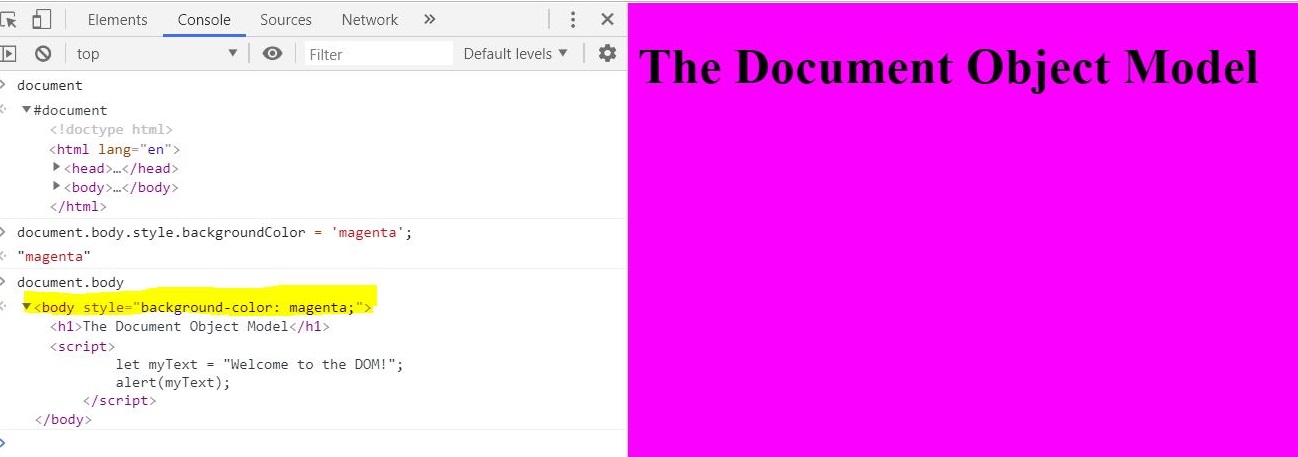 Elements Console Sources Network »
top Filter Default levels
document
#document
<!doctype html>
<html lang="en">
<head>…</head>
<body>…</body>
</html>
document.body.style.backgroundColor = 'magenta';
"magenta"
document.body
<body style="background-color: magenta;">
<h1>The Document Object Model</h1>
<script>
let myText = "Welcome to the DOM!";
alert(myText);
</script>
</body>
The Document Object Model